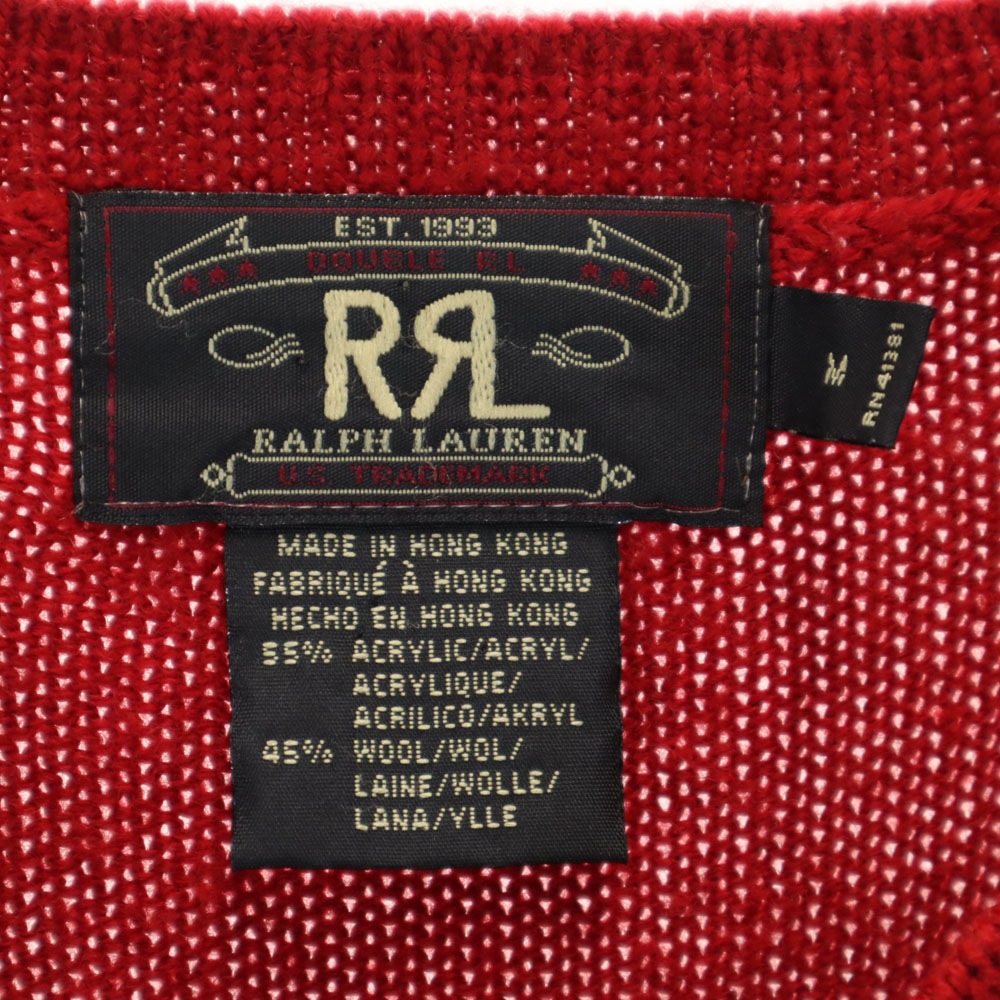 EST. 1993
DOUBLE RL
RRL
RALPH LAUREN
U.S. TRADEMARK
M
RN41381
MADE IN HONG KONG
FABRIQUÉ À HONG KONG
HECHO EN HONG KONG
55% ACRYLIC/ACRYL/
ACRYLIQUE/
ACRILICO/AKRYL
45% WOOL/WOL/
LAINE/WOLLE/
LANA/YLLE